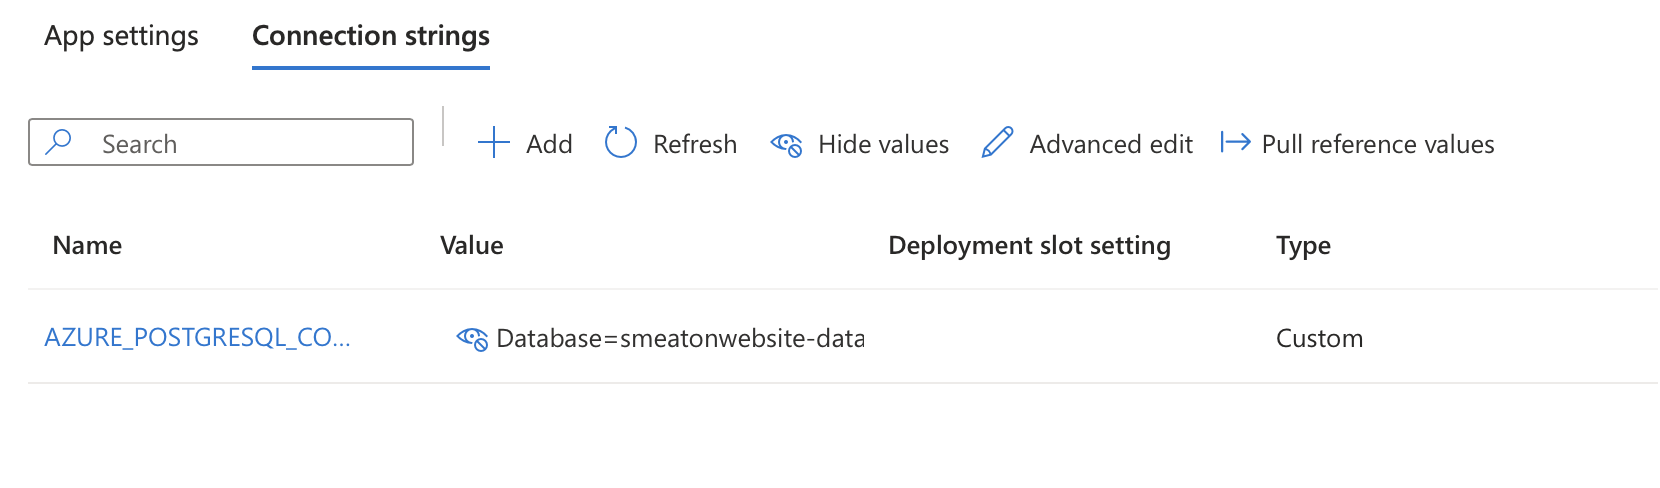 App settings Connection strings
Search Add Refresh Hide values Advanced edit Pull reference values
Name Value Deployment slot setting Type
AZURE_POSTGRESQL_CO... Database=smeatonwebsite-data Custom